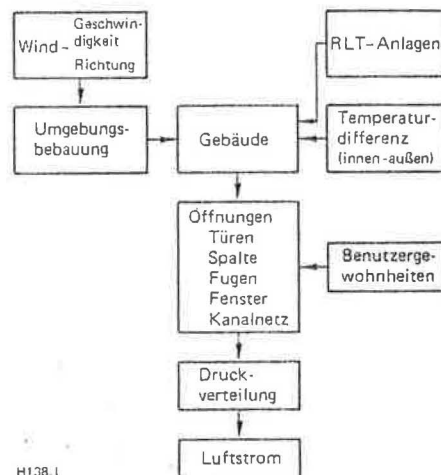 Wind - Geschwin-
digkeit
Richtung
RLT-Anlagen
Umgebungs-
bebauung
Gebäude
Temperatur-
differenz
(innen-außen)
Öffnungen
Türen
Spalte
Fugen
Fenster
Kanalnetz
Benutzerge-
wohnheiten
Druck-
verteilung
Luftstrom
H138.1